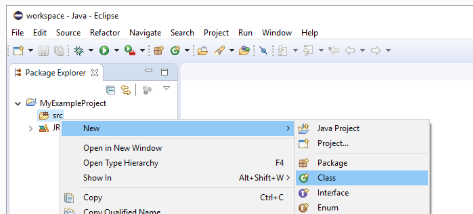 workspace - Java - Eclipse
File Edit Source Refactor Navigate Search Project Run Window Help
Package Explorer
MyExampleProject
src
JR
New
Java Project
Project...
Open in New Window
Open Type Hierarchy F4
Package
Show In Alt+Shift+W >
Class
Interface
Copy Ctrl+C
Enum
Copy Qualified Name